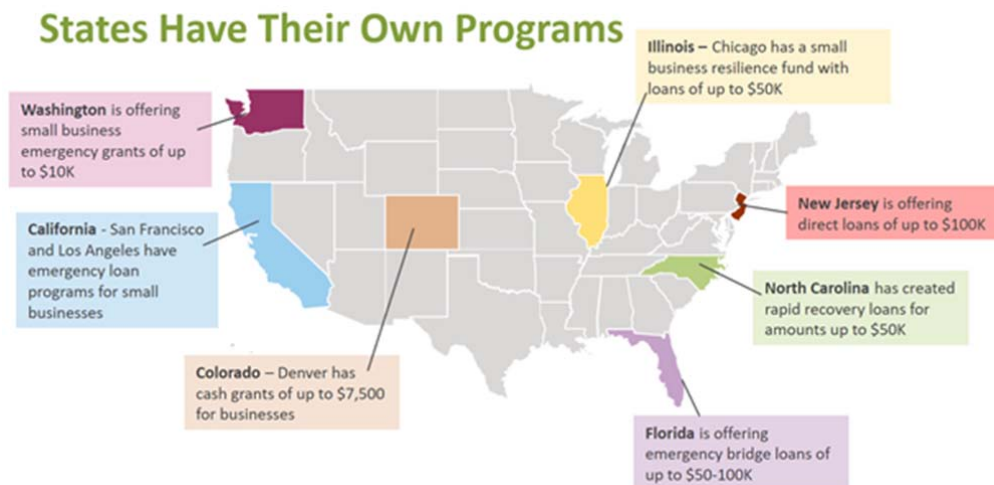 States Have Their Own Programs
Illinois – Chicago has a small
business resilience fund with
loans of up to $50K
Washington is offering
small business
emergency grants of up
to $10K
New Jersey is offering
direct loans of up to $100K
California - San Francisco
and Los Angeles have
emergency loan
programs for small
businesses
North Carolina has created
rapid recovery loans for
amounts up to $50K
Colorado – Denver has
cash grants of up to $7,500
for businesses
Florida is offering
emergency bridge loans of
up to $50-100K